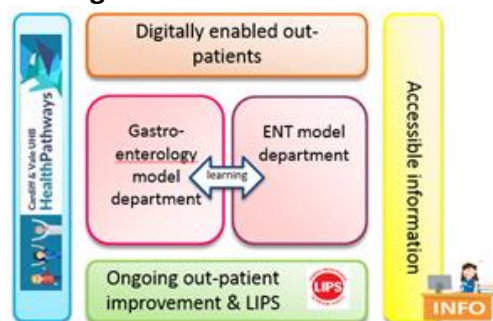 Digitally enabled out-
patients
Cardiff & Vale UHB
HealthPathways
Gastro-
enterology
model
department
learning
ENT model
department
Accessible information
Ongoing out-patient
improvement & LIPS
LIPS
INFO